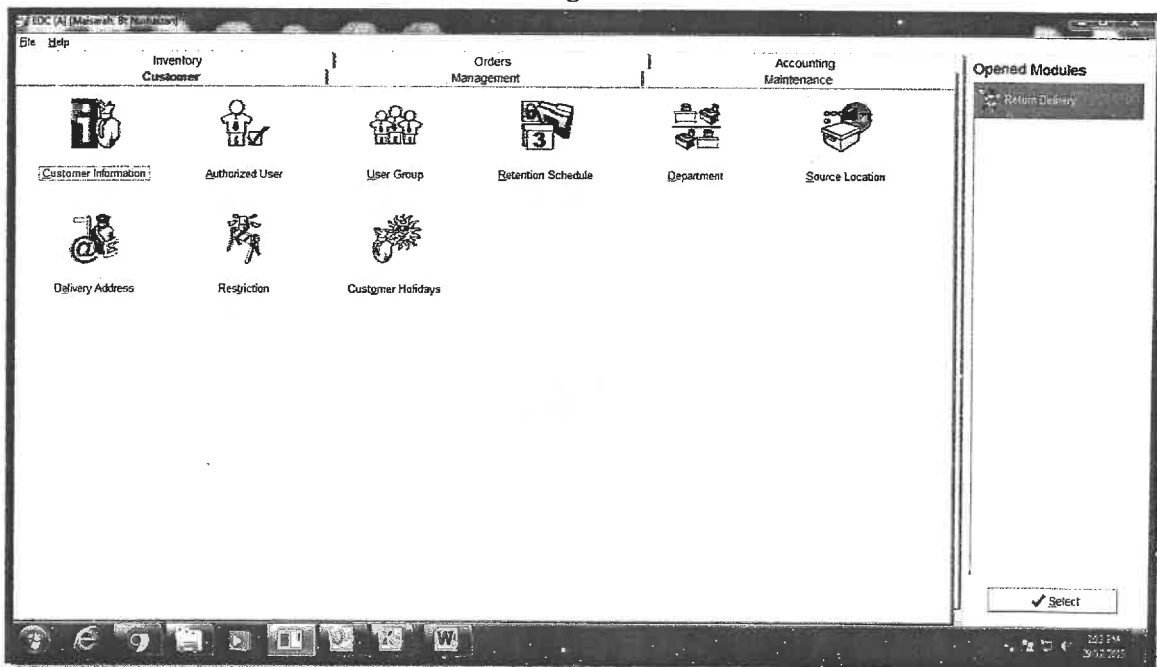 EDC (A) [Maisarah, Bt
File Help
Inventory Orders Accounting
Customer Management Maintenance
Opened Modules
Return Delivery
Customer Information Authorized User User Group Retention Schedule Department Source Location
Delivery Address Restriction Customer Holidays
Select